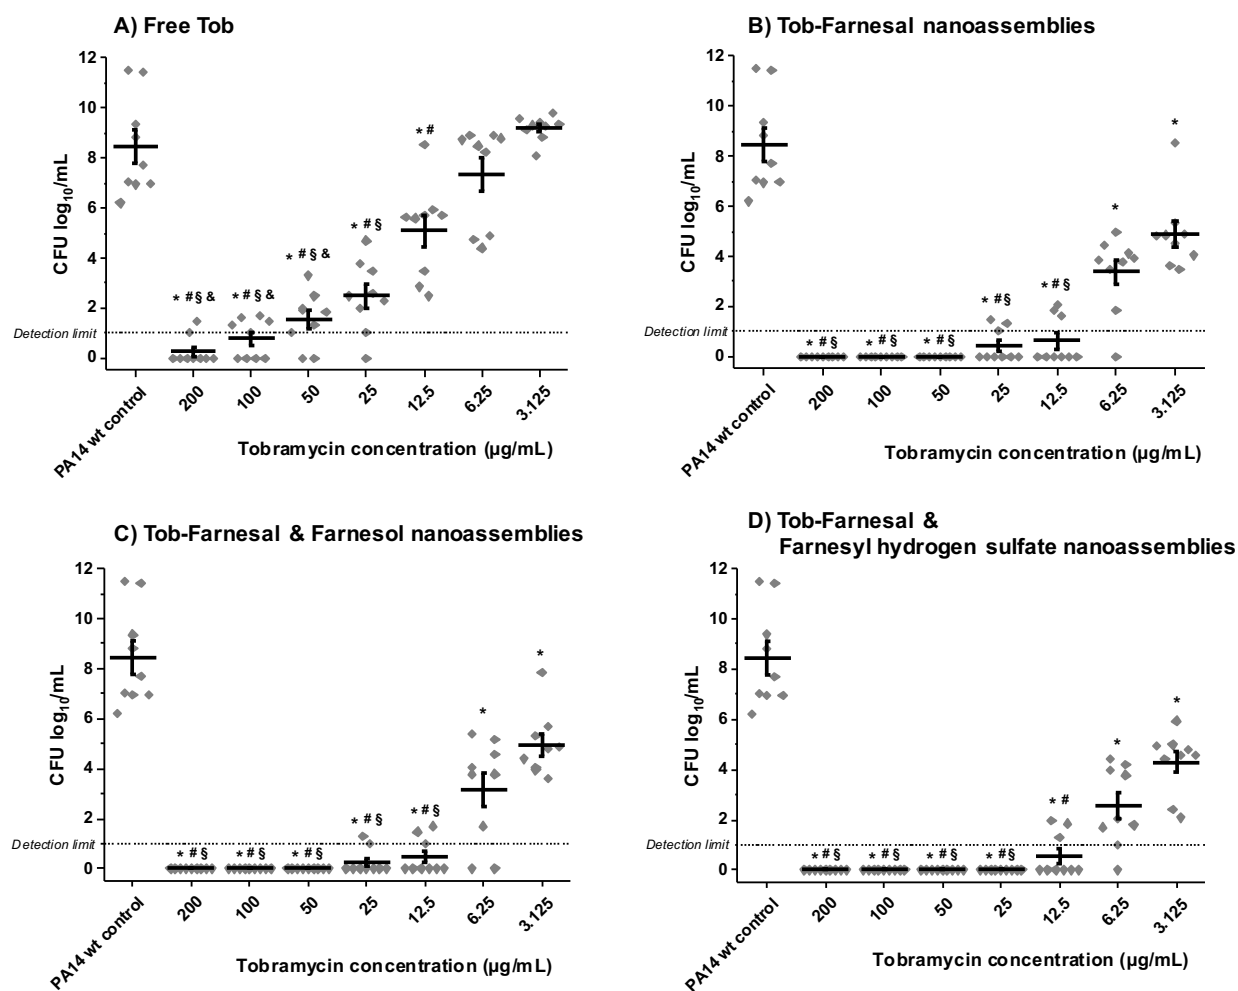 A) Free Tob
12
10
8
6
4
2
0
CFU log10/mL
Detection limit
* # § &
* # § &
* # § &
* # §
* #
PA14 wt control
200
100
50
25
12.5
6.25
3.125
Tobramycin concentration (µg/mL)
B) Tob-Farnesal nanoassemblies
12
10
8
6
4
2
0
CFU log10/mL
Detection limit
* # §
* # §
* # §
* # §
* # §
*
*
PA14 wt control
200
100
50
25
12.5
6.25
3.125
Tobramycin concentration (µg/mL)
C) Tob-Farnesal & Farnesol nanoassemblies
12
10
8
6
4
2
0
CFU log10/mL
Detection limit
* # §
* # §
* # §
* # §
* # §
*
*
PA14 wt control
200
100
50
25
12.5
6.25
3.125
Tobramycin concentration (µg/mL)
D) Tob-Farnesal &
Farnesyl hydrogen sulfate nanoassemblies
12
10
8
6
4
2
0
CFU log10/mL
Detection limit
* # §
* # §
* # §
* # §
* #
*
*
PA14 wt control
200
100
50
25
12.5
6.25
3.125
Tobramycin concentration (µg/mL)